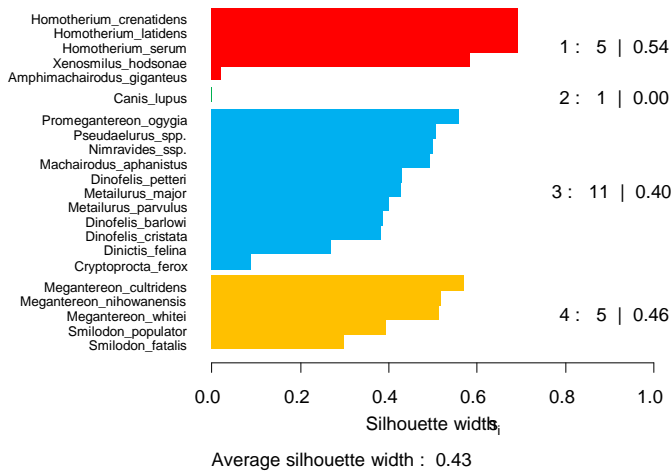 Homotherium_crenatidens
Homotherium_latidens
Homotherium_serum
Xenosmilus_hodsonae
Amphimachairodus_giganteus
1 : 5 | 0.54
Canis_lupus
2 : 1 | 0.00
Promegantereon_ogygia
Pseudaelurus_spp.
Nimravides_ssp.
Machairodus_aphanistus
Dinofelis_petteri
Metailurus_major
Metailurus_parvulus
Dinofelis_barlowi
Dinofelis_cristata
Dinictis_felina
Cryptoprocta_ferox
3 : 11 | 0.40
Megantereon_cultridens
Megantereon_nihowanensis
Megantereon_whitei
Smilodon_populator
Smilodon_fatalis
4 : 5 | 0.46
0.0 0.2 0.4 0.6 0.8 1.0
Silhouette width si
Average silhouette width : 0.43